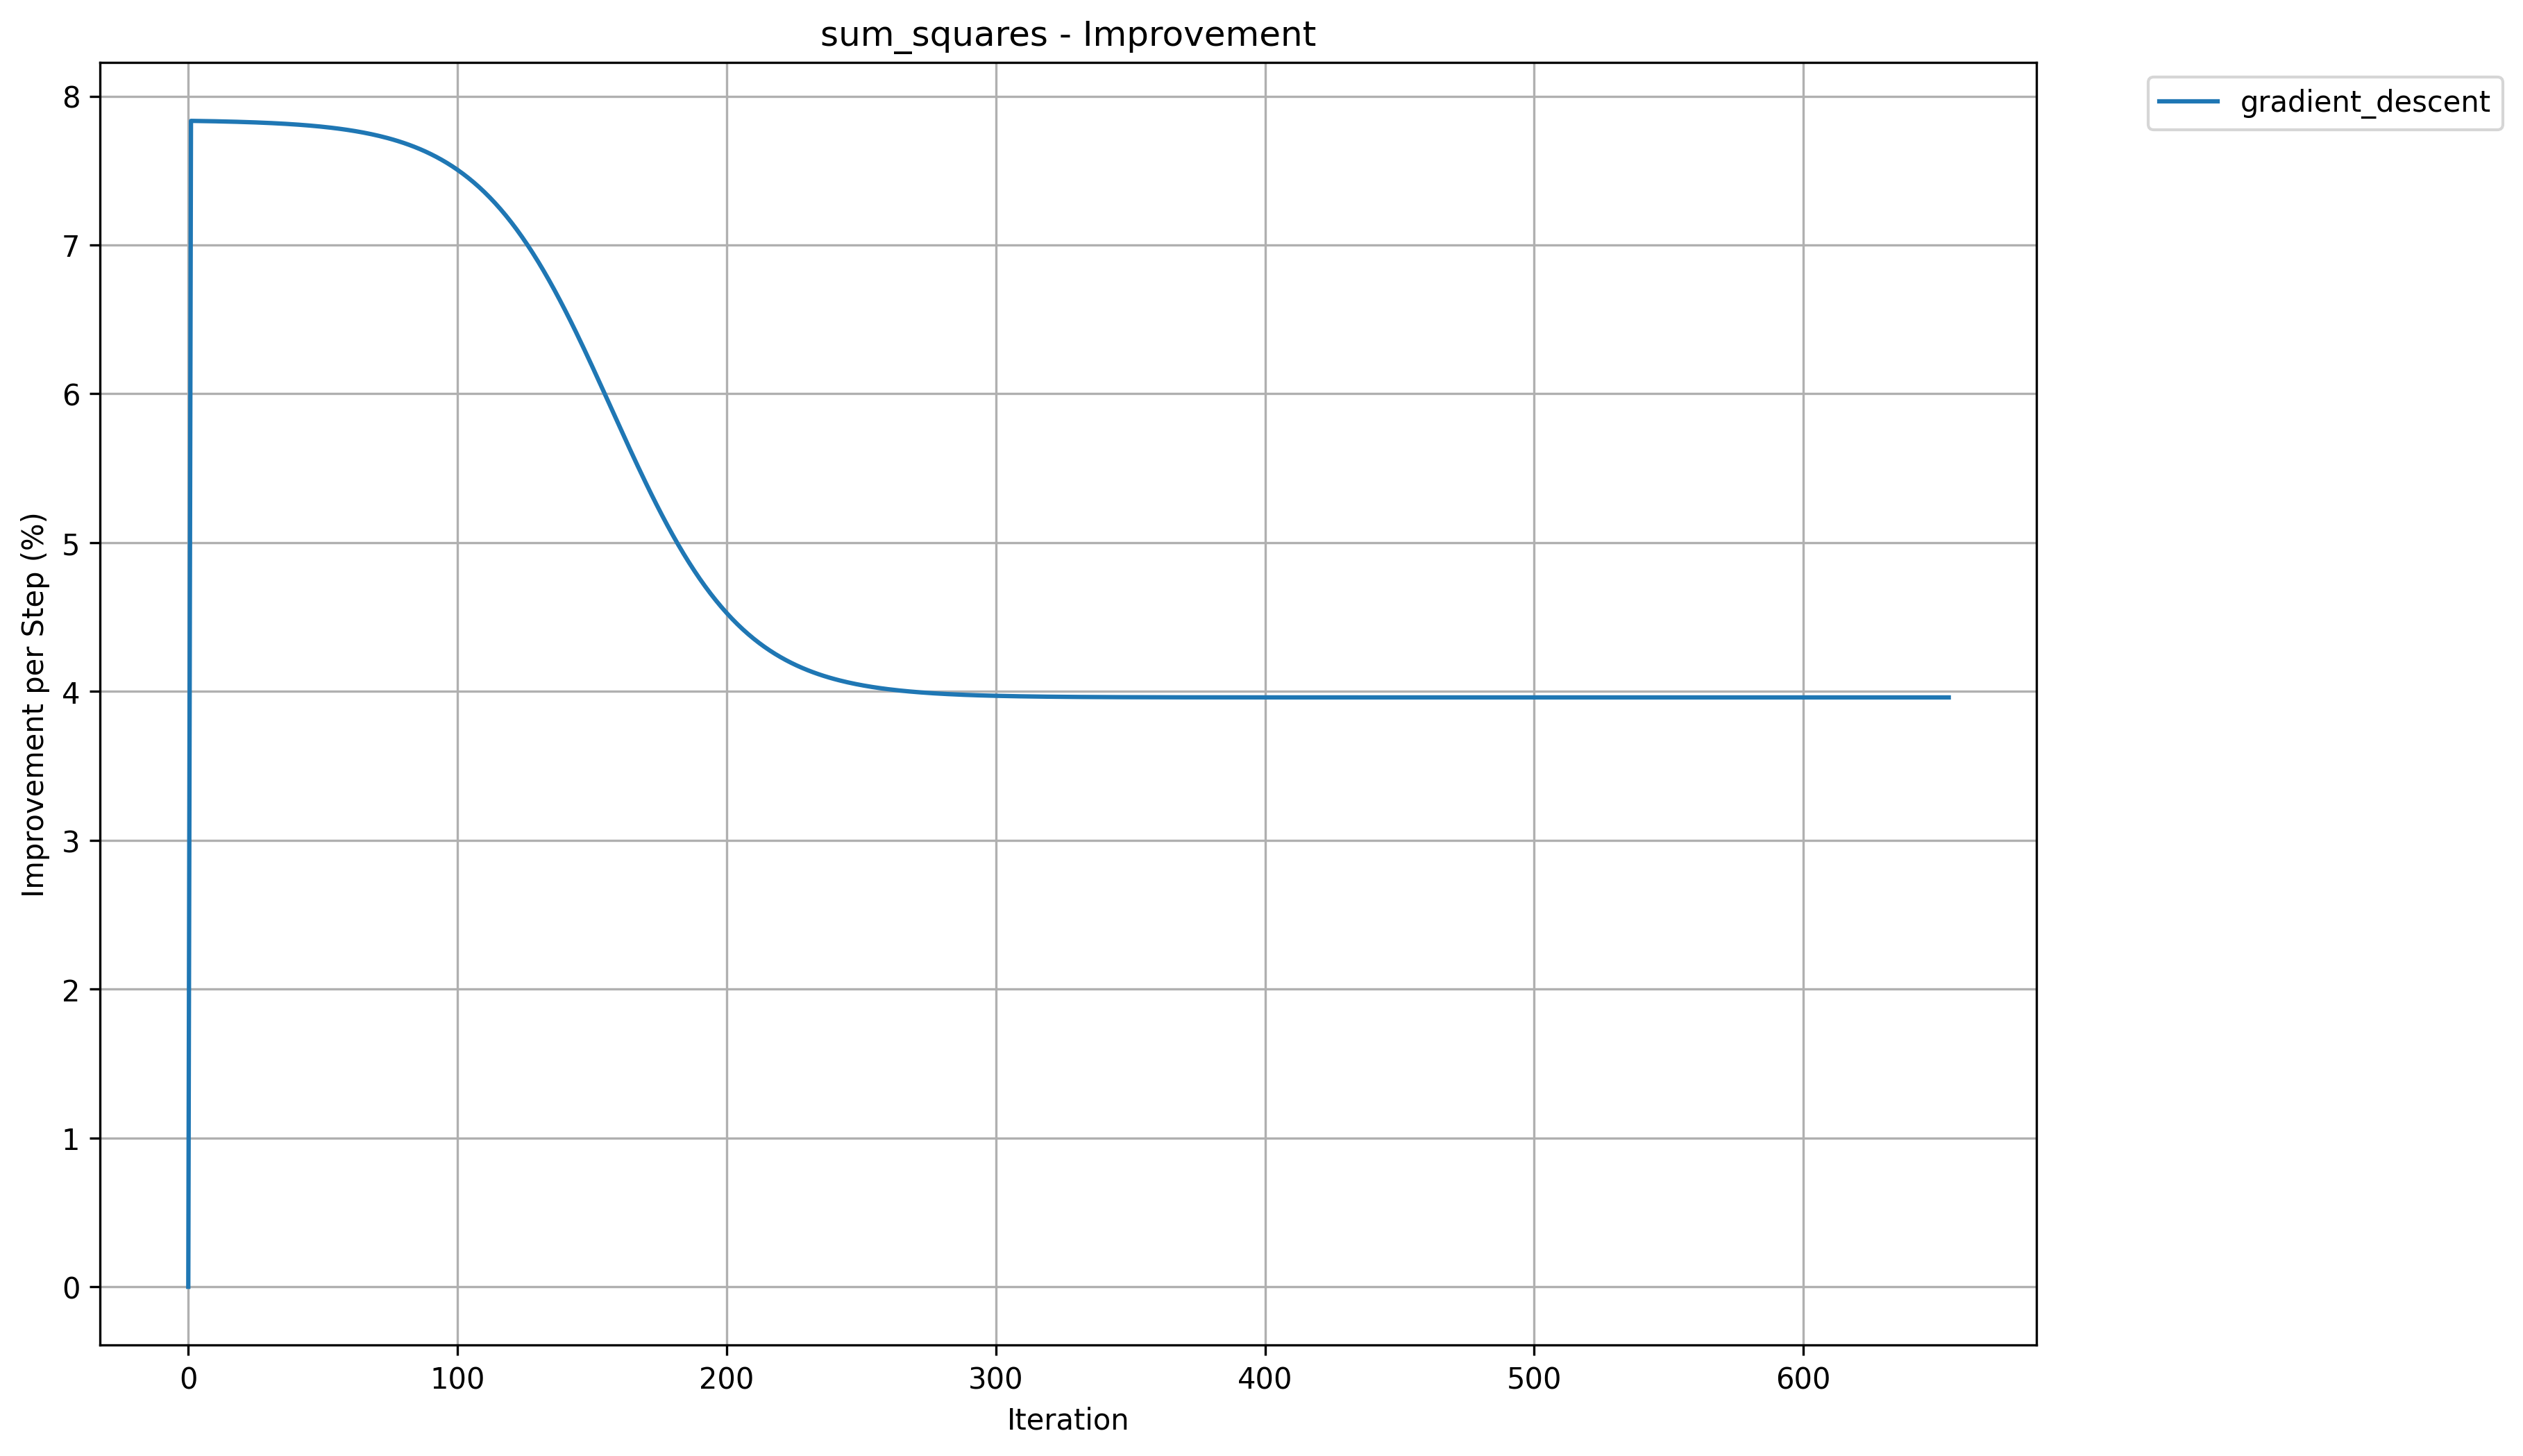 sum_squares - Improvement
gradient_descent
Improvement per Step (%)
8
7
6
5
4
3
2
1
0
0 100 200 300 400 500 600
Iteration